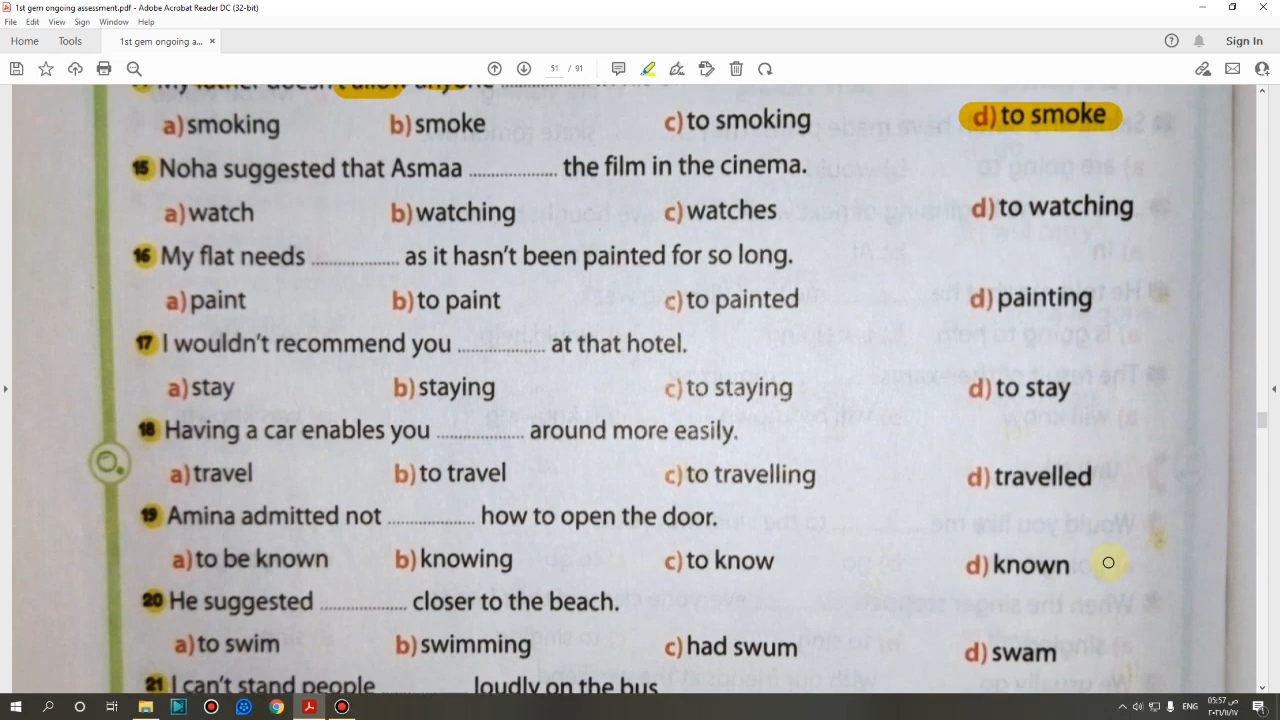 1st gem ongoing assessment.pdf - Adobe Acrobat Reader DC (32-bit)
File Edit View Sign Window Help
Home Tools 1st gem ongoing a... × Sign In
51 / 91
a) smoking b) smoke c) to smoking d) to smoke
15 Noha suggested that Asmaa ............... the film in the cinema.
a) watch b) watching c) watches d) to watching
16 My flat needs ............... as it hasn't been painted for so long.
a) paint b) to paint c) to painted d) painting
17 I wouldn't recommend you ............... at that hotel.
a) stay b) staying c) to staying d) to stay
18 Having a car enables you ............... around more easily.
a) travel b) to travel c) to travelling d) travelled
19 Amina admitted not ............... how to open the door.
a) to be known b) knowing c) to know d) known
20 He suggested ............... closer to the beach.
a) to swim b) swimming c) had swum d) swam
21 I can't stand people ............... loudly on the bus
ENG 05:57 ص